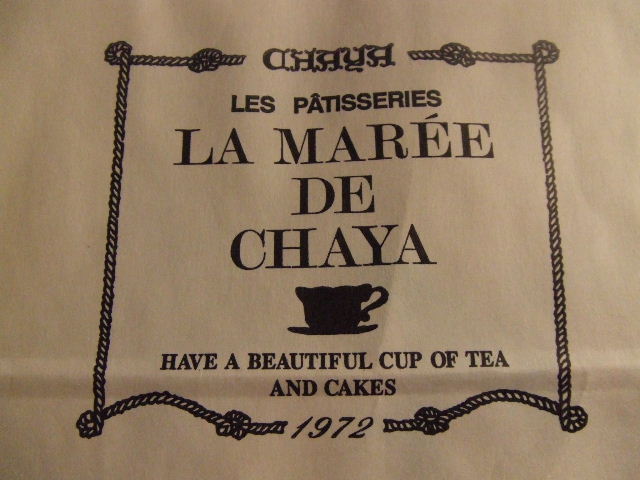 CHAYA
LES PÂTISSERIES
LA MARÉE
DE
CHAYA
HAVE A BEAUTIFUL CUP OF TEA
AND CAKES
1972